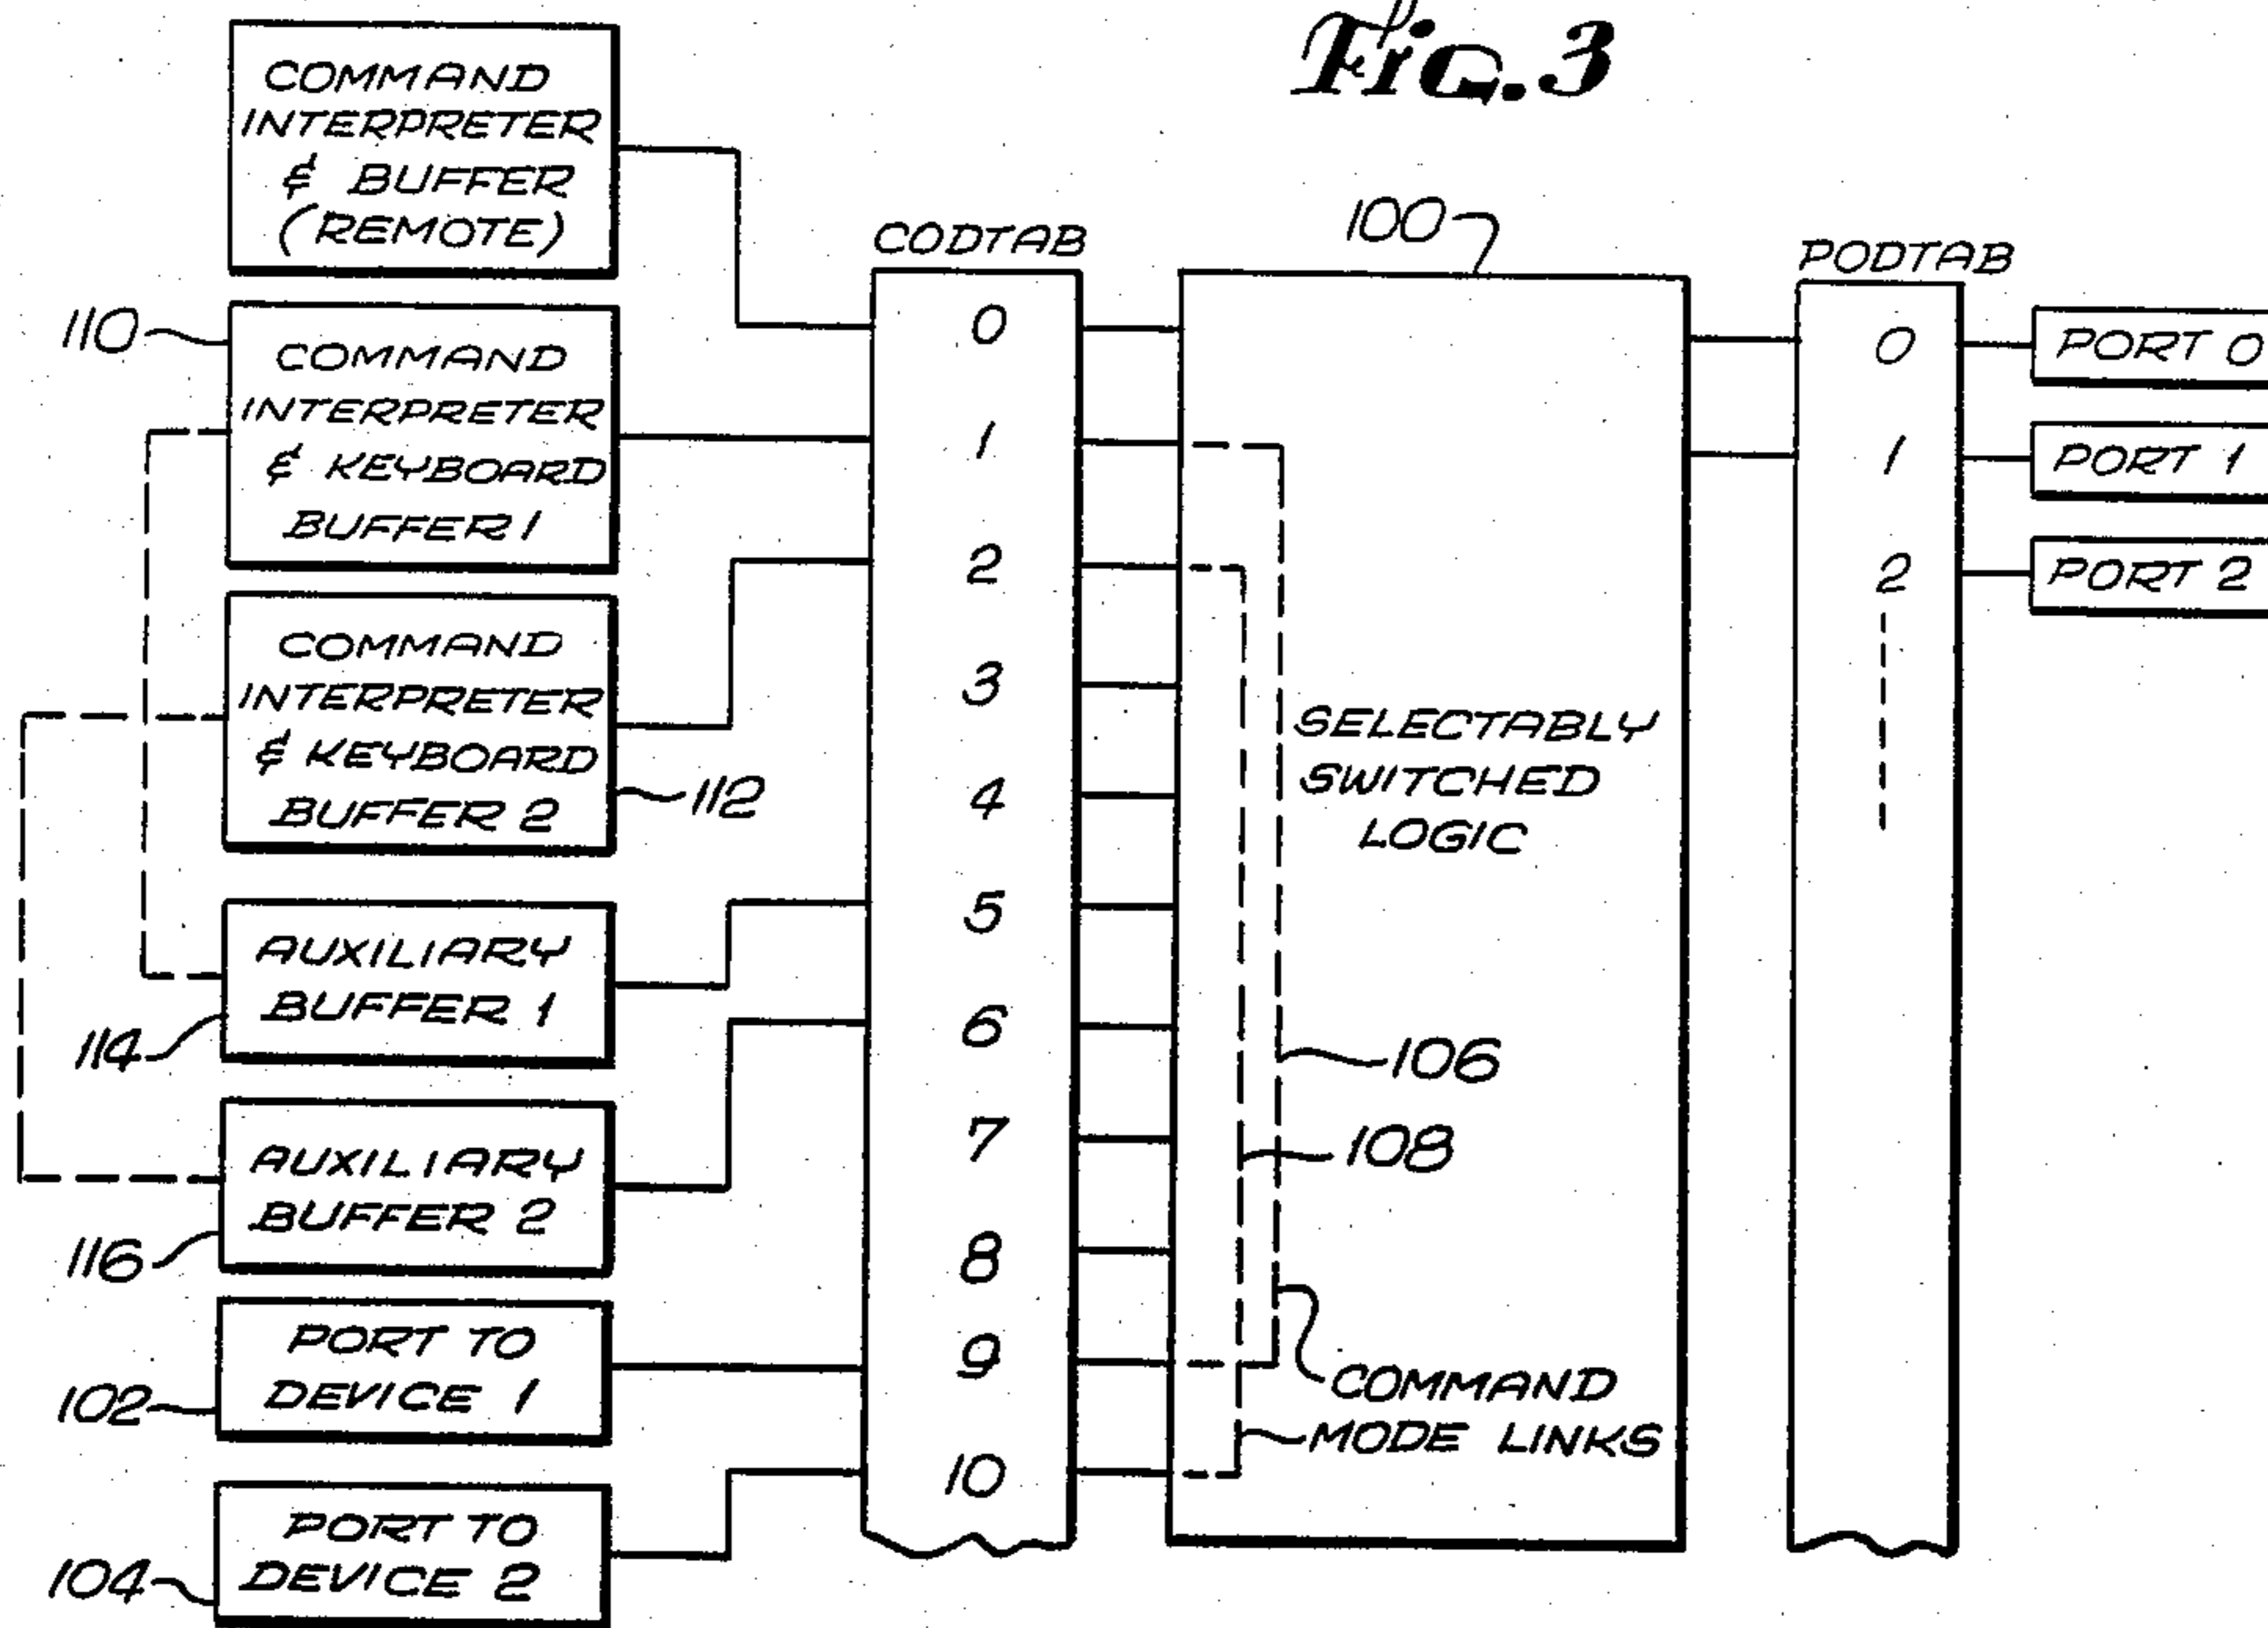 Fig. 3
COMMAND
INTERPRETER
& BUFFER
(REMOTE)
110
COMMAND
INTERPRETER
& KEYBOARD
BUFFER 1
COMMAND
INTERPRETER
& KEYBOARD
BUFFER 2
112
AUXILIARY
BUFFER 1
114
AUXILIARY
BUFFER 2
116
PORT TO
DEVICE 1
102
PORT TO
DEVICE 2
104
CODTAB
0
1
2
3
4
5
6
7
8
9
10
100
SELECTABLY
SWITCHED
LOGIC
106
108
COMMAND
MODE LINKS
PODTAB
0
1
2
PORT 0
PORT 1
PORT 2